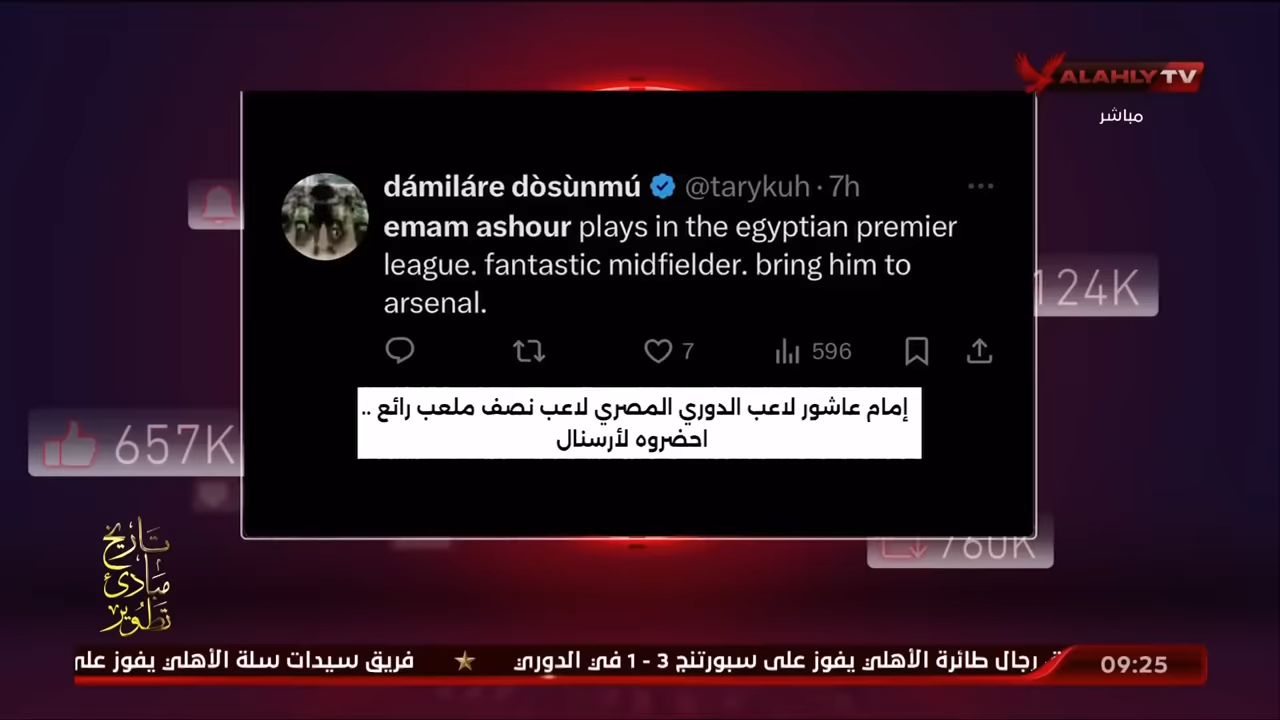 ALAHLY TV
مباشر
dámiláre dòsùnmú @tarykuh · 7h
emam ashour plays in the egyptian premier
league. fantastic midfielder. bring him to
arsenal.
7 596
إمام عاشور لاعب الدوري المصري لاعب نصف ملعب رائع ..
احضروه لأرسنال
124K
657K
760K
تاريخ
مبادئ
تطوير
رجال طائرة الأهلي يفوز على سبورتنج 3 - 1 في الدوري ★ فريق سيدات سلة الأهلي يفوز على
09:25